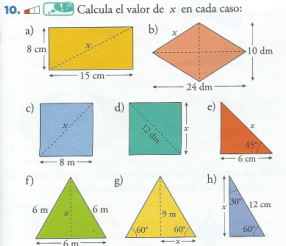 10. Calcula el valor de x en cada caso:
a) b)
8 cm x x 10 dm
15 cm
24 dm
c) d) e)
x 12 dm x x
45°
8 m 6 cm
f) g) h)
30°
6 m x 6 m 9 m x 12 cm
60° 60° 60°
6 m x